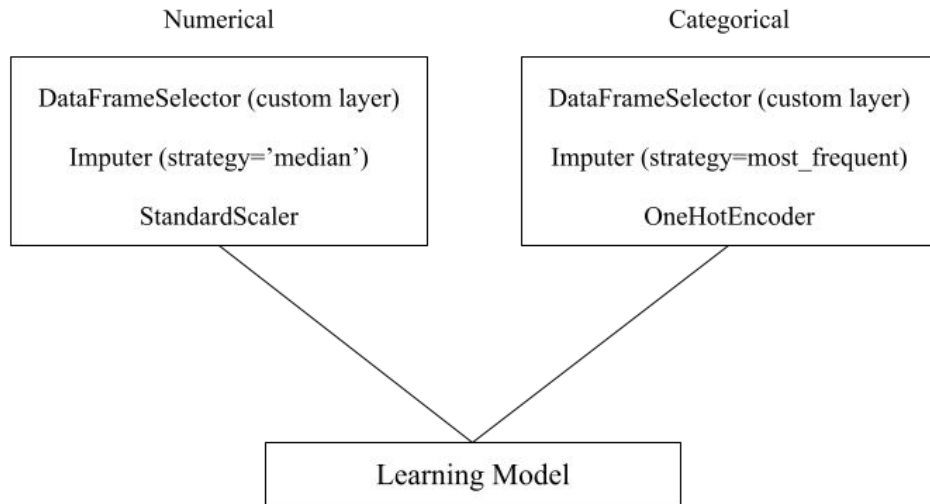 Numerical
Categorical
DataFrameSelector (custom layer)
Imputer (strategy=’median’)
StandardScaler
DataFrameSelector (custom layer)
Imputer (strategy=most_frequent)
OneHotEncoder
Learning Model